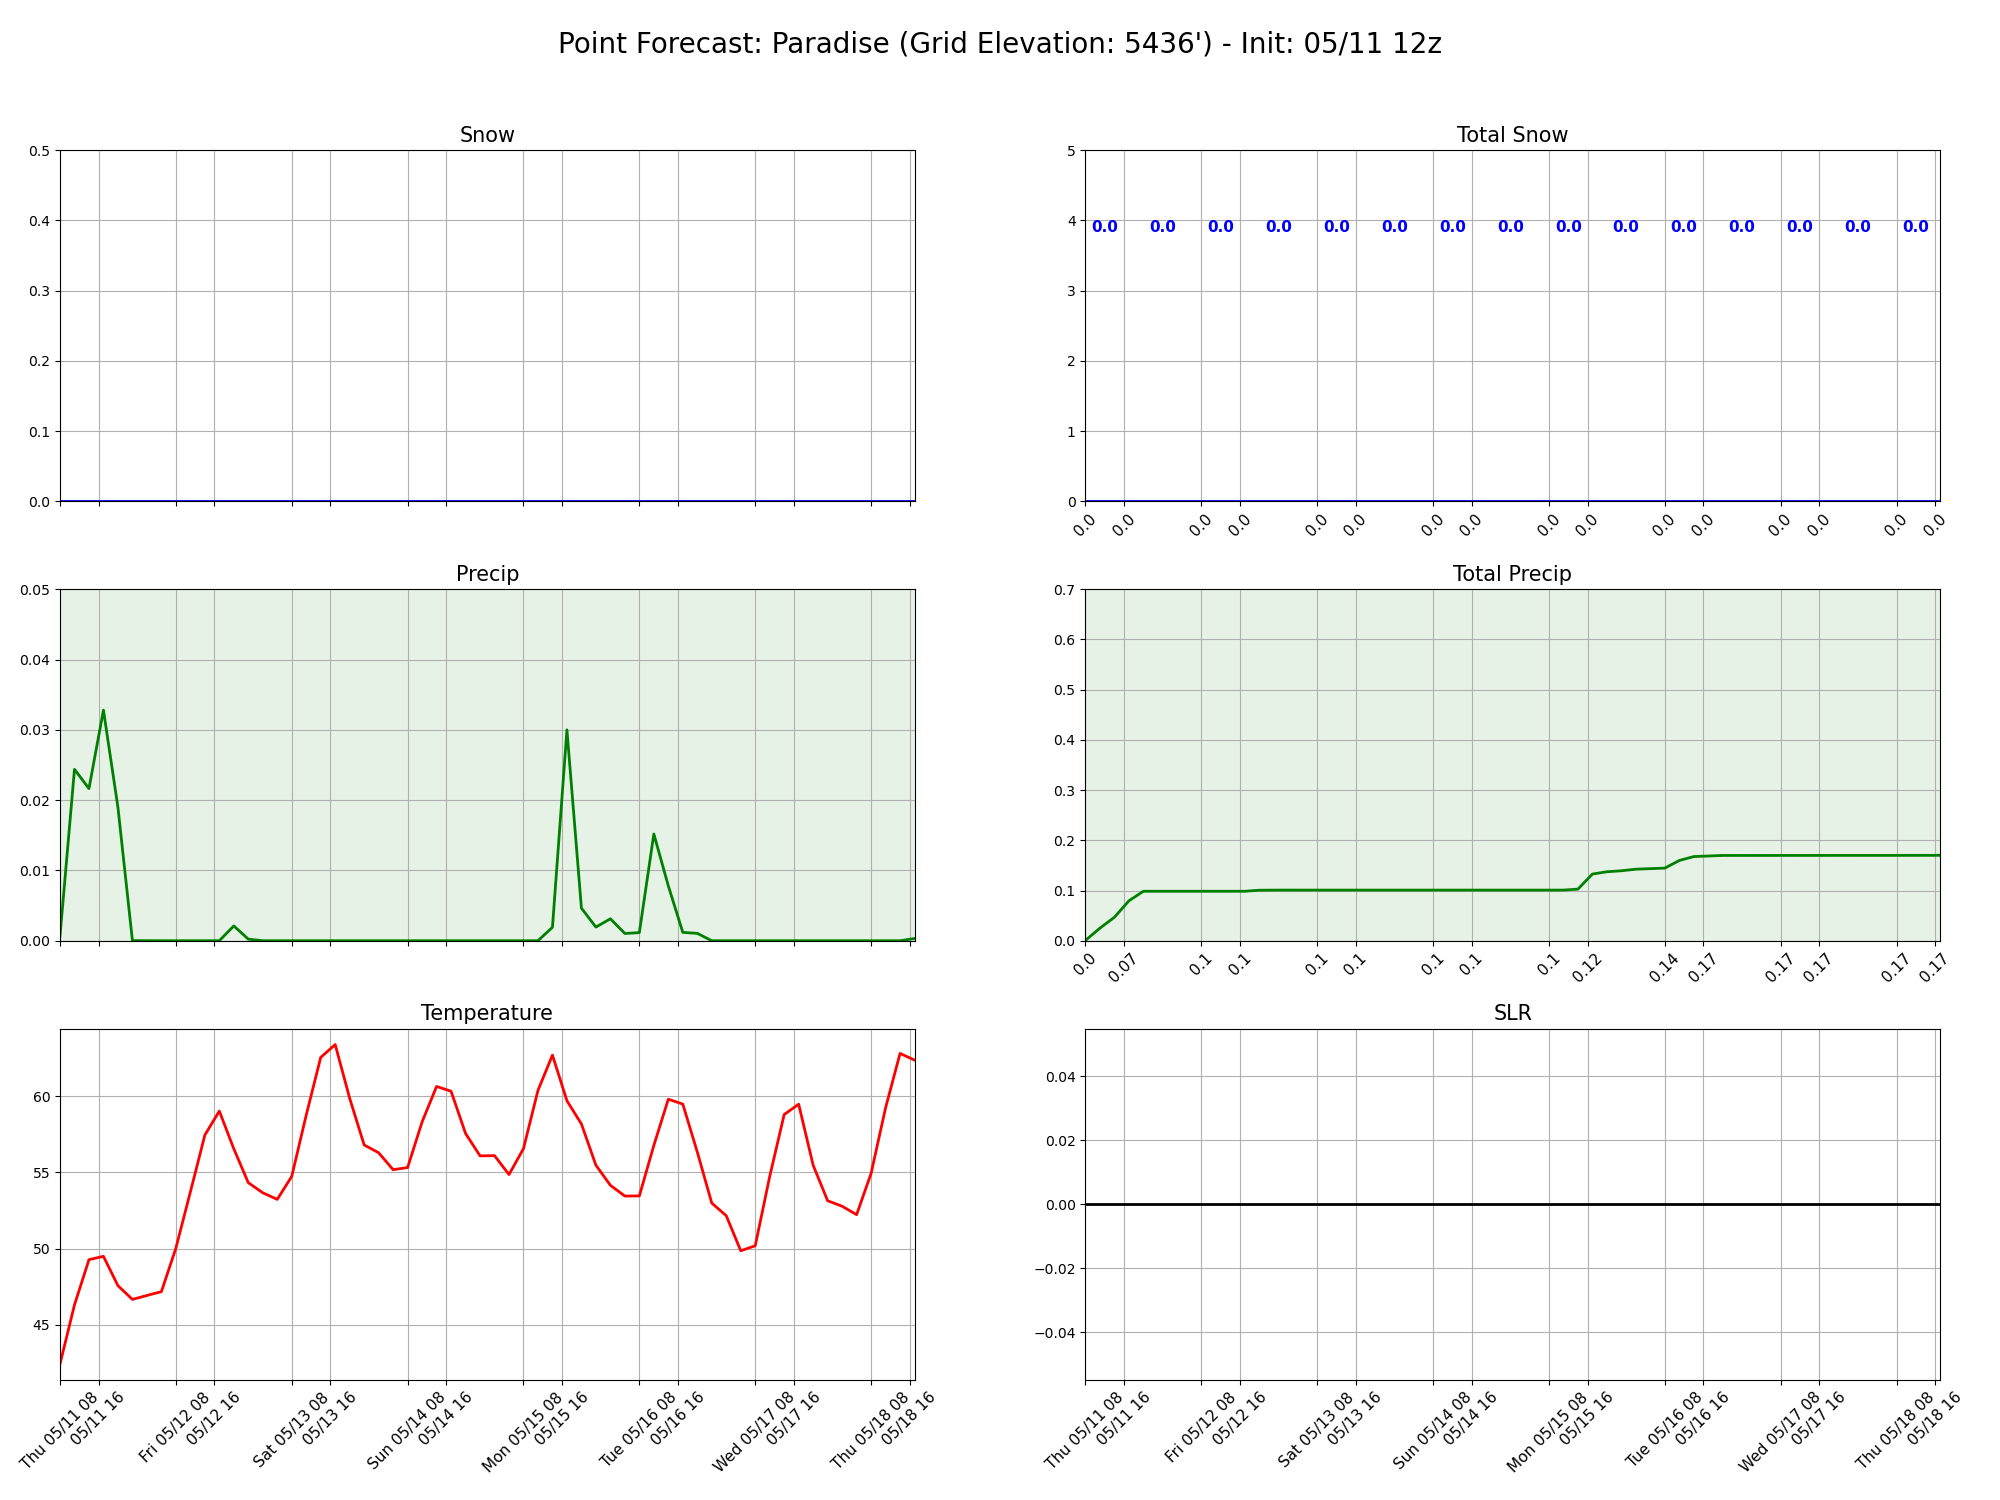 Point Forecast: Paradise (Grid Elevation: 5436') - Init: 05/11 12z
Snow
0.5
0.4
0.3
0.2
0.1
0.0
Total Snow
5
4
3
2
1
0
0.0 0.0 0.0 0.0 0.0 0.0 0.0 0.0 0.0 0.0 0.0 0.0 0.0 0.0 0.0
0.0 0.0 0.0 0.0 0.0 0.0 0.0 0.0 0.0 0.0 0.0 0.0 0.0 0.0 0.0 0.0
Precip
0.05
0.04
0.03
0.02
0.01
0.00
Total Precip
0.7
0.6
0.5
0.4
0.3
0.2
0.1
0.0
0.0 0.07 0.1 0.1 0.1 0.1 0.1 0.1 0.1 0.12 0.14 0.17 0.17 0.17 0.17 0.17
Temperature
60
55
50
45
Thu 05/11 08
05/11 16
Fri 05/12 08
05/12 16
Sat 05/13 08
05/13 16
Sun 05/14 08
05/14 16
Mon 05/15 08
05/15 16
Tue 05/16 08
05/16 16
Wed 05/17 08
05/17 16
Thu 05/18 08
05/18 16
SLR
0.04
0.02
0.00
−0.02
−0.04
Thu 05/11 08
05/11 16
Fri 05/12 08
05/12 16
Sat 05/13 08
05/13 16
Sun 05/14 08
05/14 16
Mon 05/15 08
05/15 16
Tue 05/16 08
05/16 16
Wed 05/17 08
05/17 16
Thu 05/18 08
05/18 16